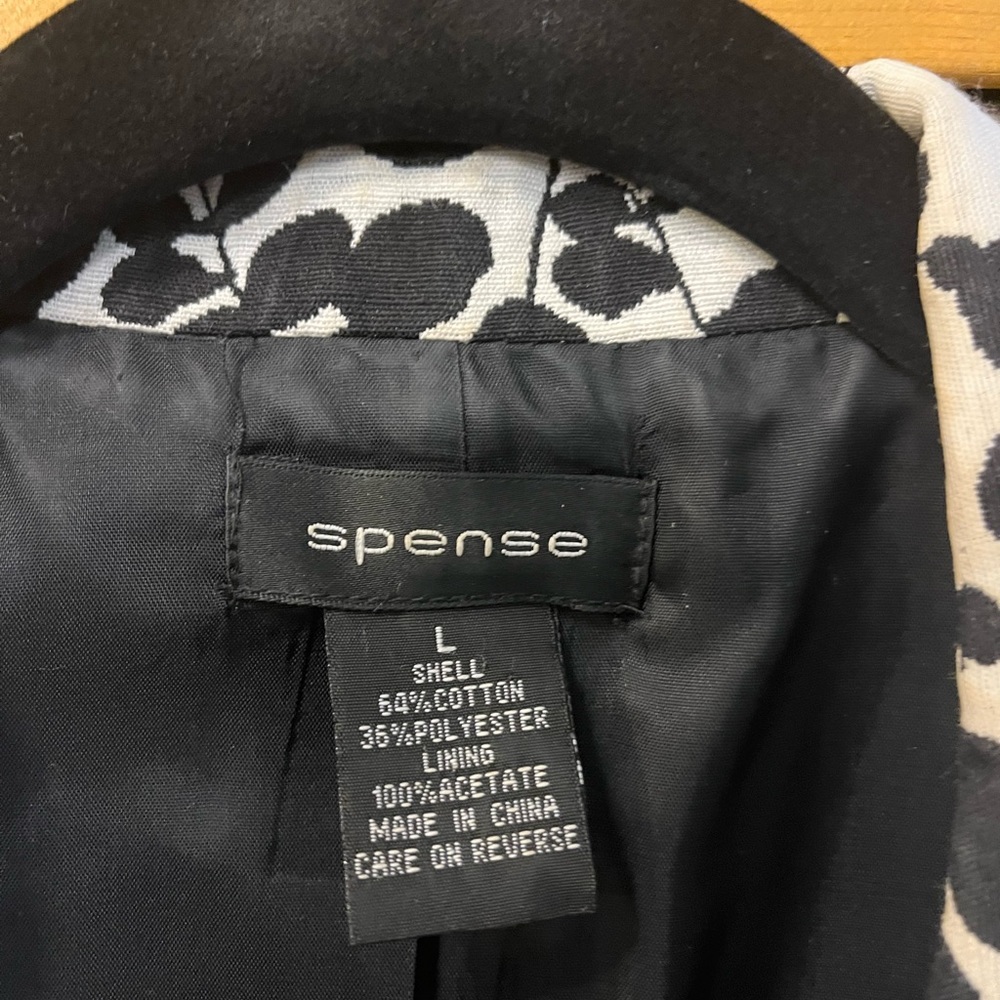 spense
L
SHELL
64%COTTON
36%POLYESTER
LINING
100%ACETATE
MADE IN CHINA
CARE ON REVERSE